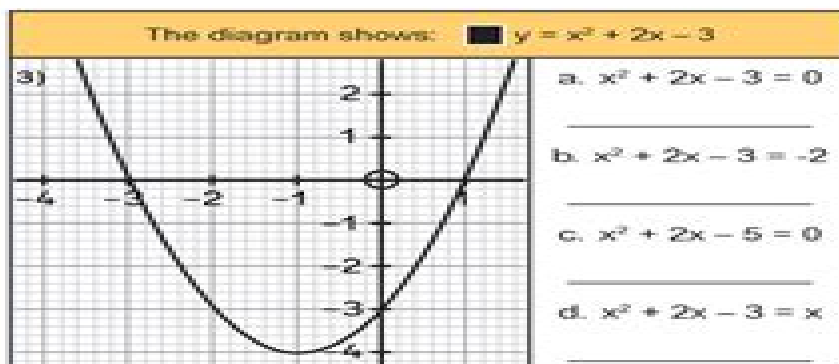 The diagram shows: y = x² + 2x – 3
3)
2
1
-4 -3 -2 -1 1
-1
-2
-3
-4
a. x² + 2x – 3 = 0
b. x² + 2x – 3 = -2
c. x² + 2x – 5 = 0
d. x² + 2x – 3 = x